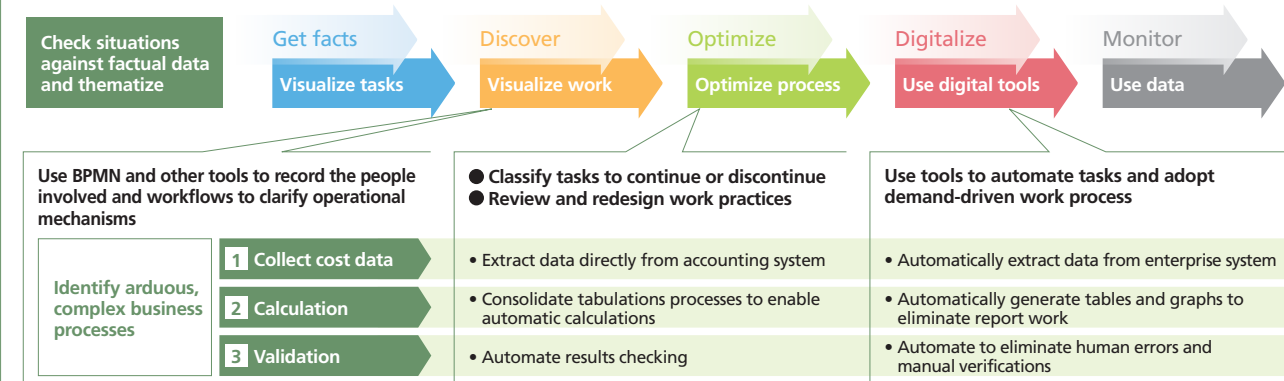 Check situations
against factual data
and thematize
Get facts
Visualize tasks
Discover
Visualize work
Optimize
Optimize process
Digitalize
Use digital tools
Monitor
Use data
Use BPMN and other tools to record the people
involved and workflows to clarify operational
mechanisms
● Classify tasks to continue or discontinue
● Review and redesign work practices
Use tools to automate tasks and adopt
demand-driven work process
Identify arduous,
complex business
processes
1 Collect cost data
• Extract data directly from accounting system
• Automatically extract data from enterprise system
2 Calculation
• Consolidate tabulations processes to enable
automatic calculations
• Automatically generate tables and graphs to
eliminate report work
3 Validation
• Automate results checking
• Automate to eliminate human errors and
manual verifications